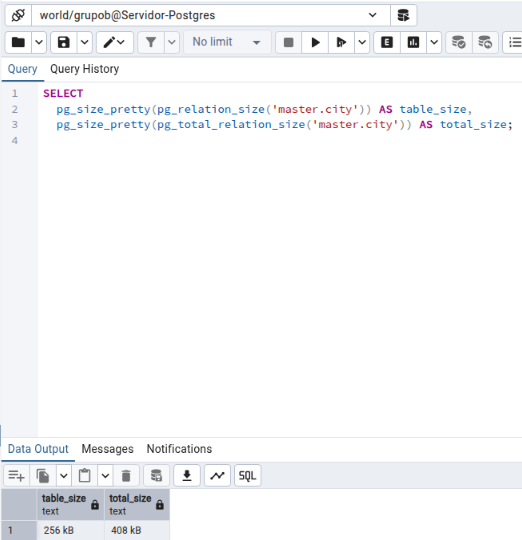 world/grupob@Servidor-Postgres
No limit
E
Query Query History
1 SELECT
2 pg_size_pretty(pg_relation_size('master.city')) AS table_size,
3 pg_size_pretty(pg_total_relation_size('master.city')) AS total_size;
4
Data Output Messages Notifications
SQL
table_size total_size
text text
1 256 kB 408 kB